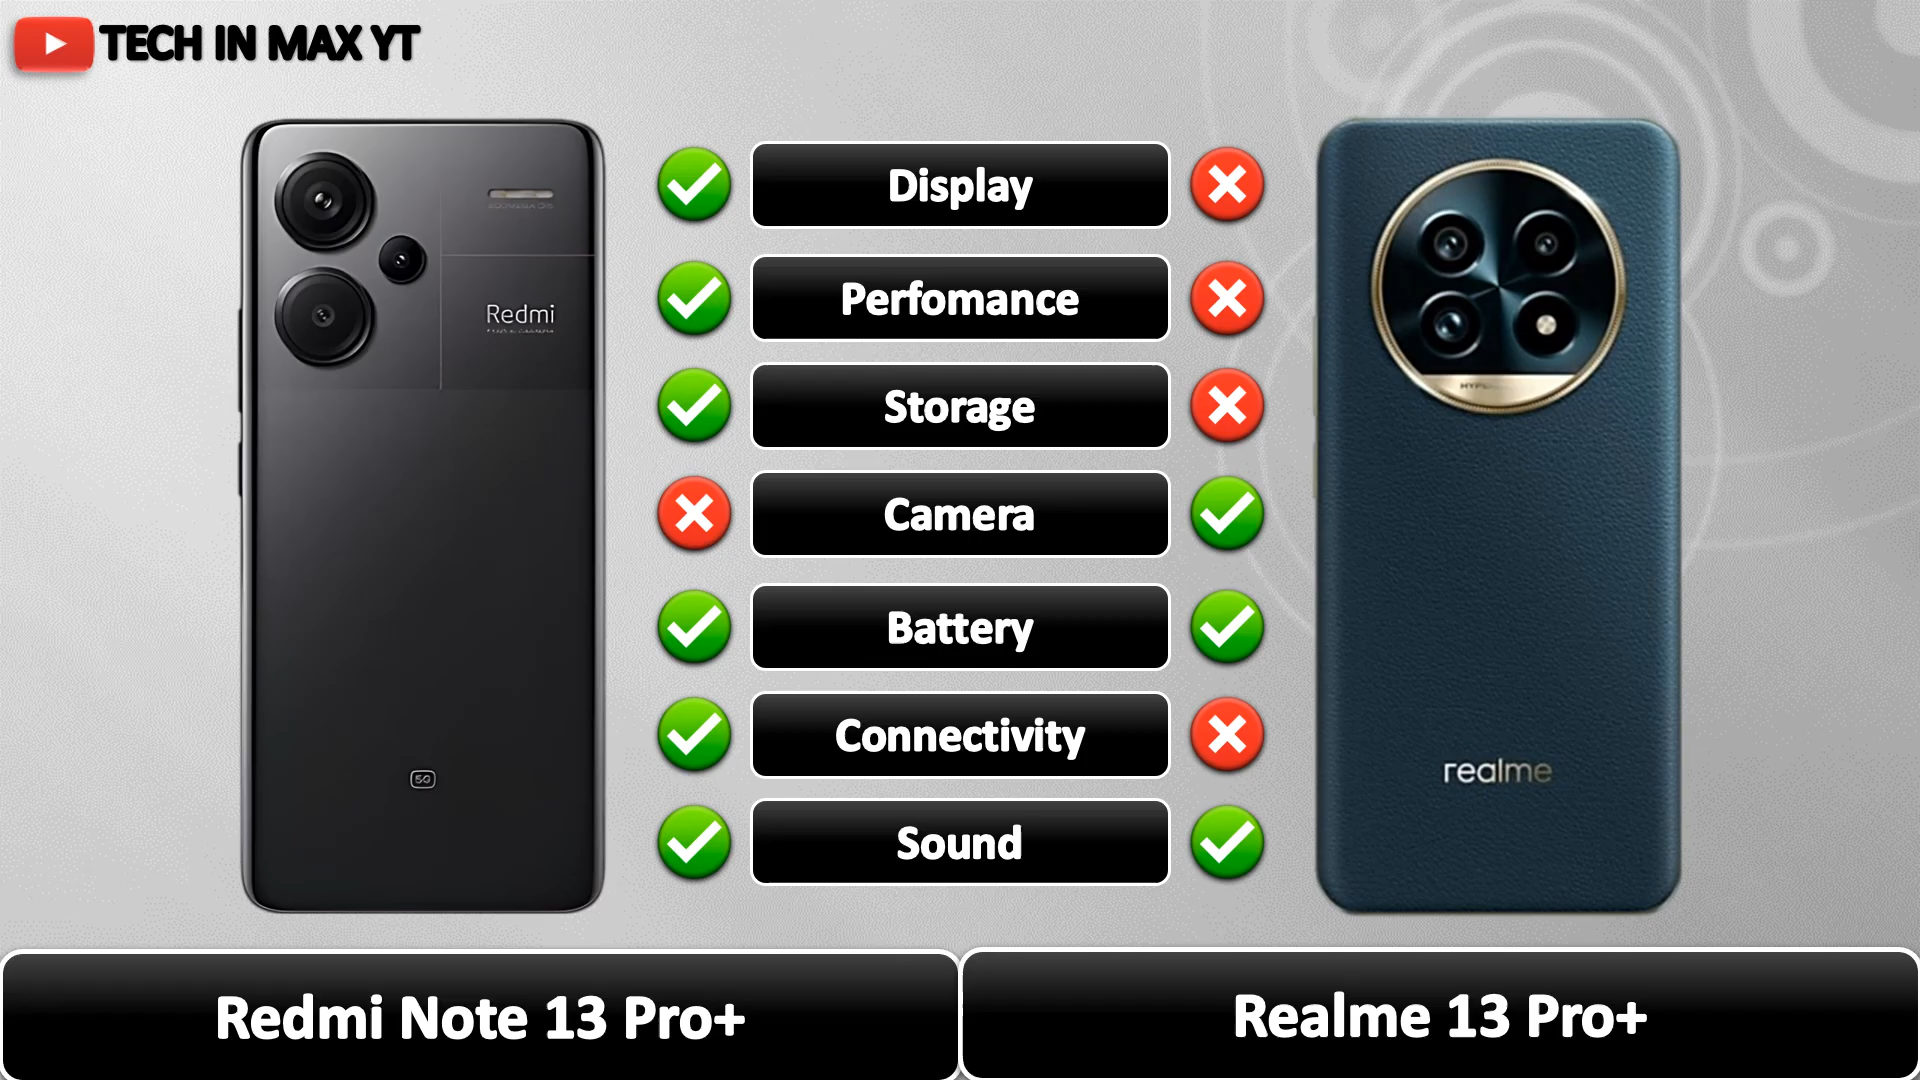 TECH IN MAX YT
Display
Perfomance
Storage
Camera
Battery
Connectivity
Sound
Redmi
5G
realme
Redmi Note 13 Pro+
Realme 13 Pro+